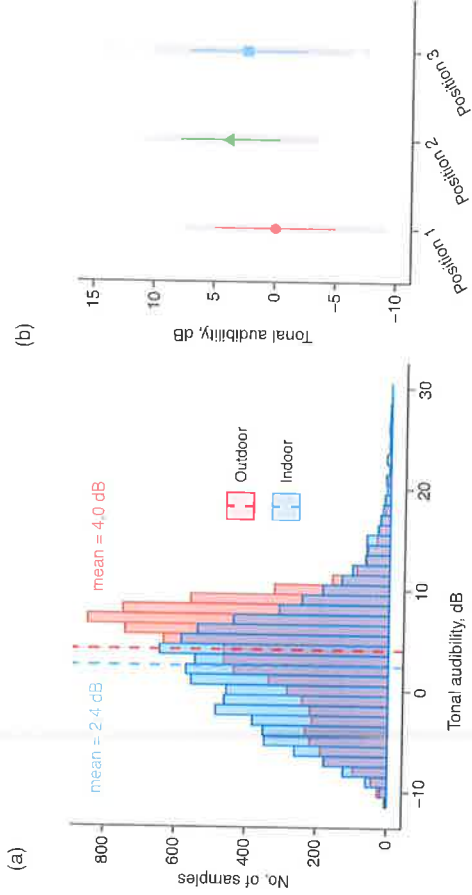 (a)
mean = 2.4 dB
mean = 4.0 dB
No. of samples
800
600
400
200
0
Outdoor
Indoor
−10
0
10
20
30
Tonal audibility, dB
(b)
Tonal audibility, dB
15
10
5
0
−5
−10
Position 1
Position 2
Position 3